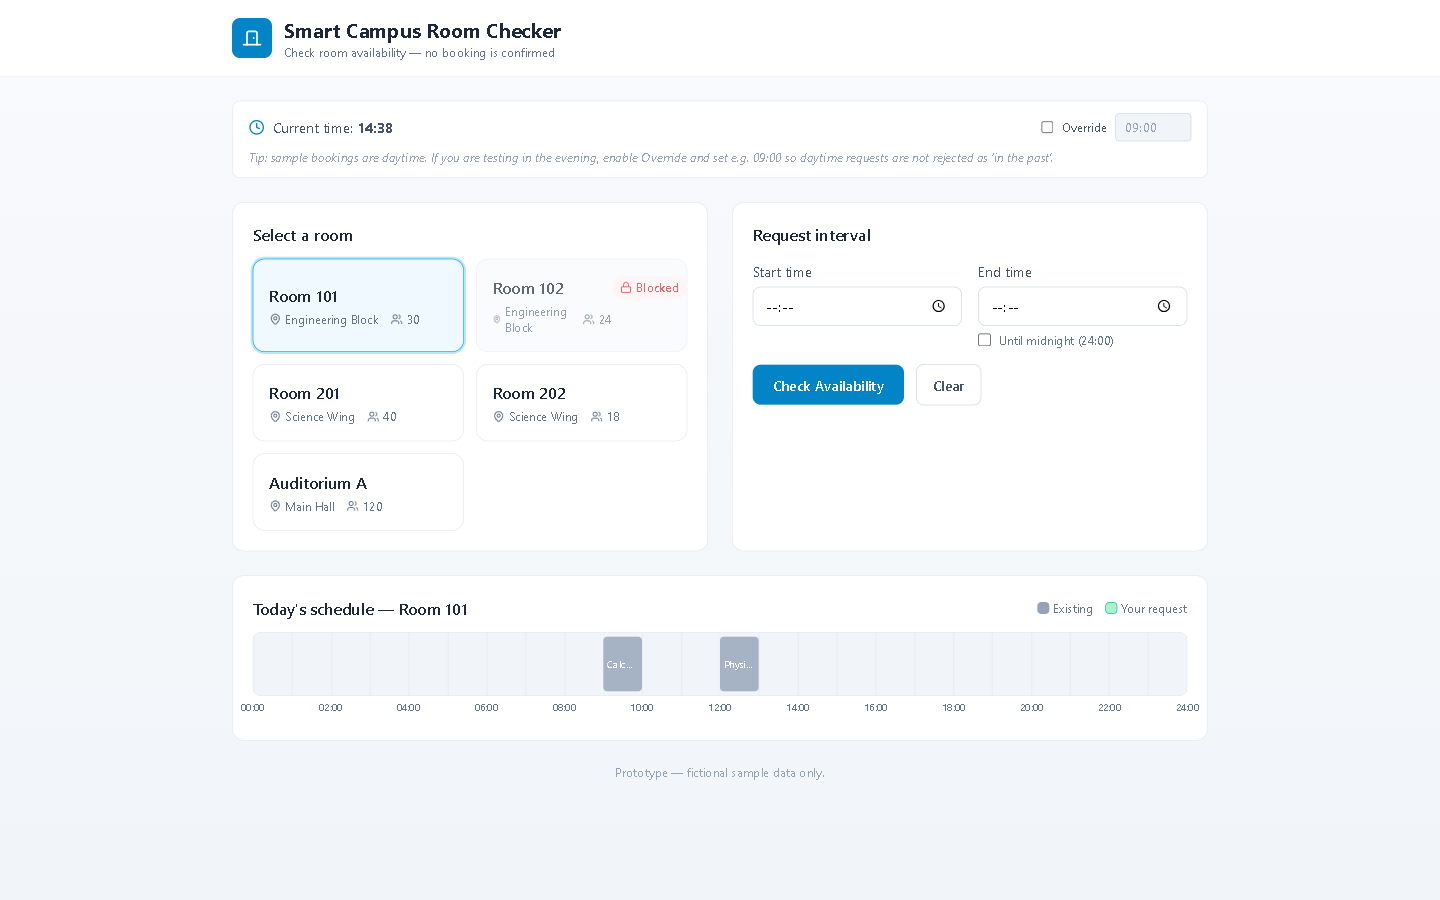 Smart Campus Room Checker
Check room availability — no booking is confirmed
Current time: 14:38
Override 09:00
Tip: sample bookings are daytime. If you are testing in the evening, enable Override and set e.g. 09:00 so daytime requests are not rejected as 'in the past'.
Select a room
Room 101
Engineering Block 30
Room 102 Blocked
Engineering
Block 24
Room 201
Science Wing 40
Room 202
Science Wing 18
Auditorium A
Main Hall 120
Request interval
Start time End time
--:-- --:--
Until midnight (24:00)
Check Availability Clear
Today's schedule — Room 101
Existing Your request
Calc... Physi...
00:00 02:00 04:00 06:00 08:00 10:00 12:00 14:00 16:00 18:00 20:00 22:00 24:00
Prototype — fictional sample data only.